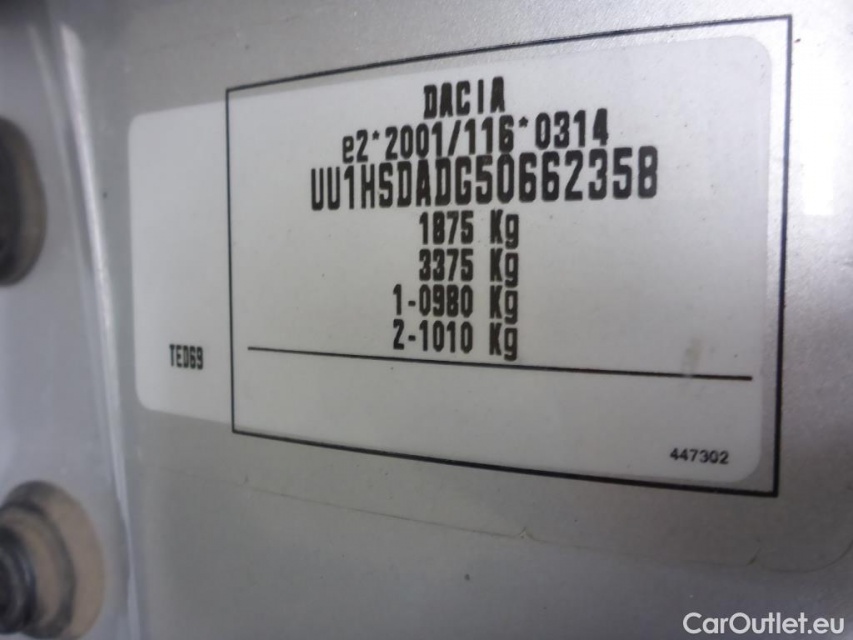 DACIA
e2*2001/116*0314
UU1HSDADG50662358
1875 Kg
3375 Kg
1-0980 Kg
2-1010 Kg
TED69
447302
CarOutlet.eu